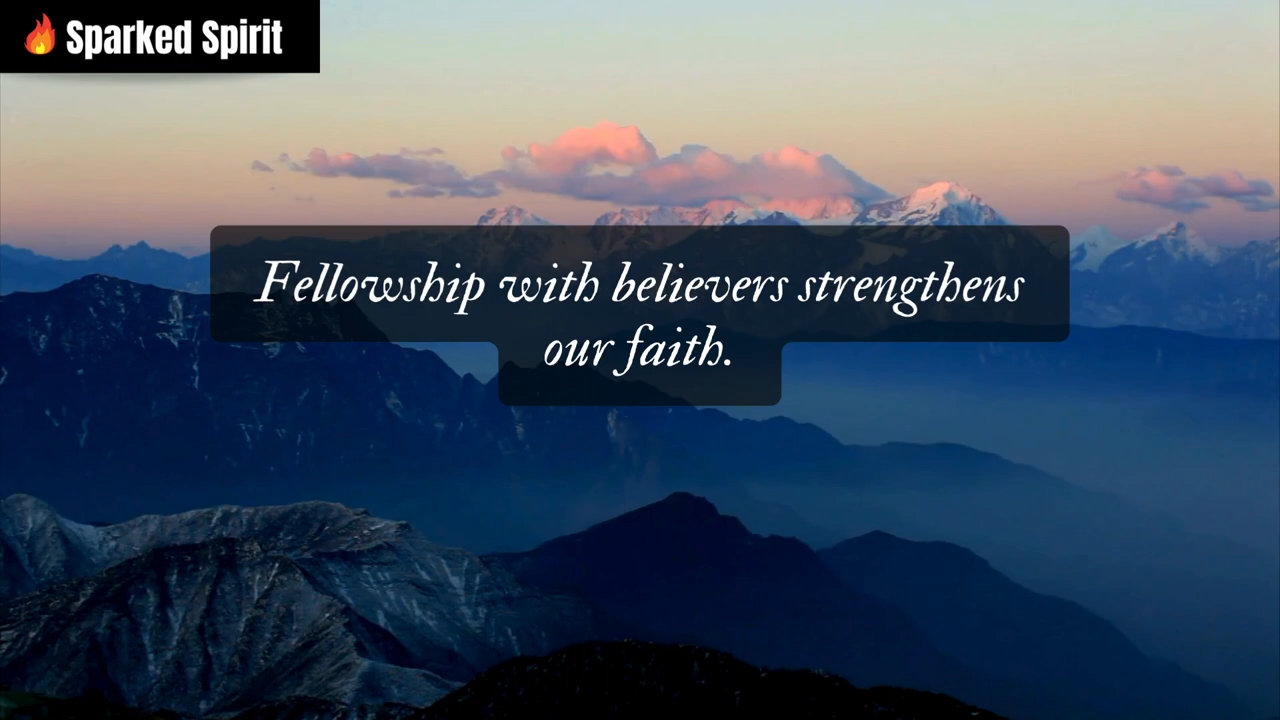 🔥 Sparked Spirit
Fellowship with believers strengthens
our faith.